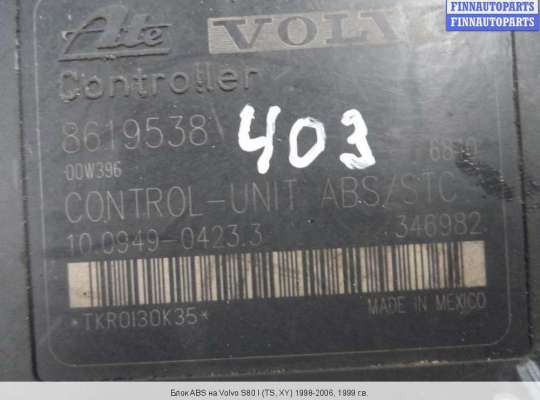 FINNAUTOPARTS
FINNAUTOPARTS
Ate VOLV
Controller
8619538
403
00W396
CONTROL-UNIT ABS/STC
10.0949-0423.3 346982
*TKR0130K35*
MADE IN MEXICO
Блок ABS на Volvo S80 I (TS, XY) 1998-2006, 1999 г.в.